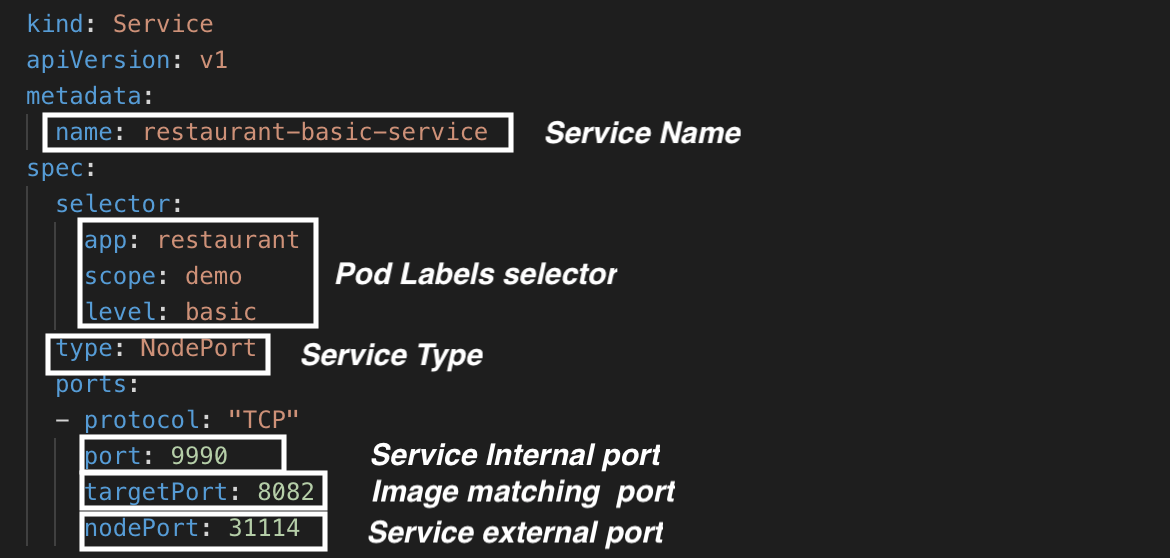 kind: Service
apiVersion: v1
metadata:
name: restaurant-basic-service Service Name
spec:
selector:
app: restaurant
scope: demo Pod Labels selector
level: basic
type: NodePort Service Type
ports:
- protocol: "TCP"
port: 9990 Service Internal port
targetPort: 8082 Image matching port
nodePort: 31114 Service external port